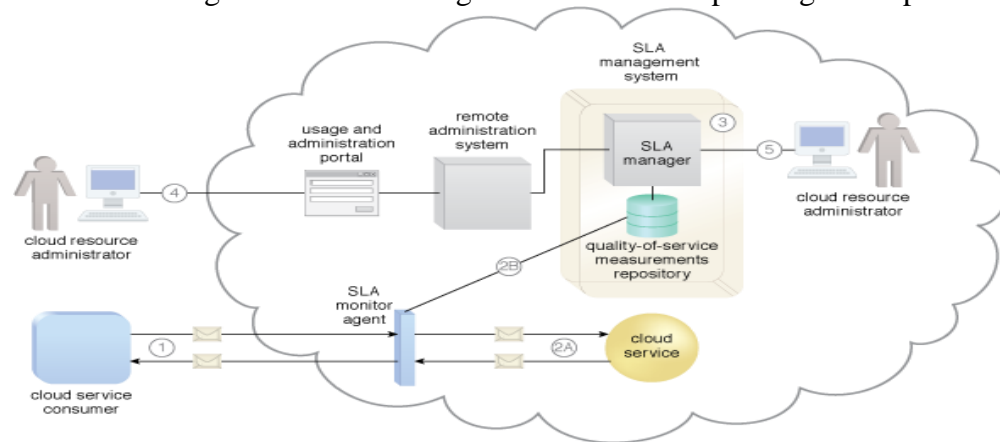 SLA
management
system
3
usage and
administration
portal
remote
administration
system
SLA
manager
4
5
cloud resource
administrator
cloud resource
administrator
quality-of-service
measurements
repository
2B
SLA
monitor
agent
1
2A
cloud
service
cloud service
consumer